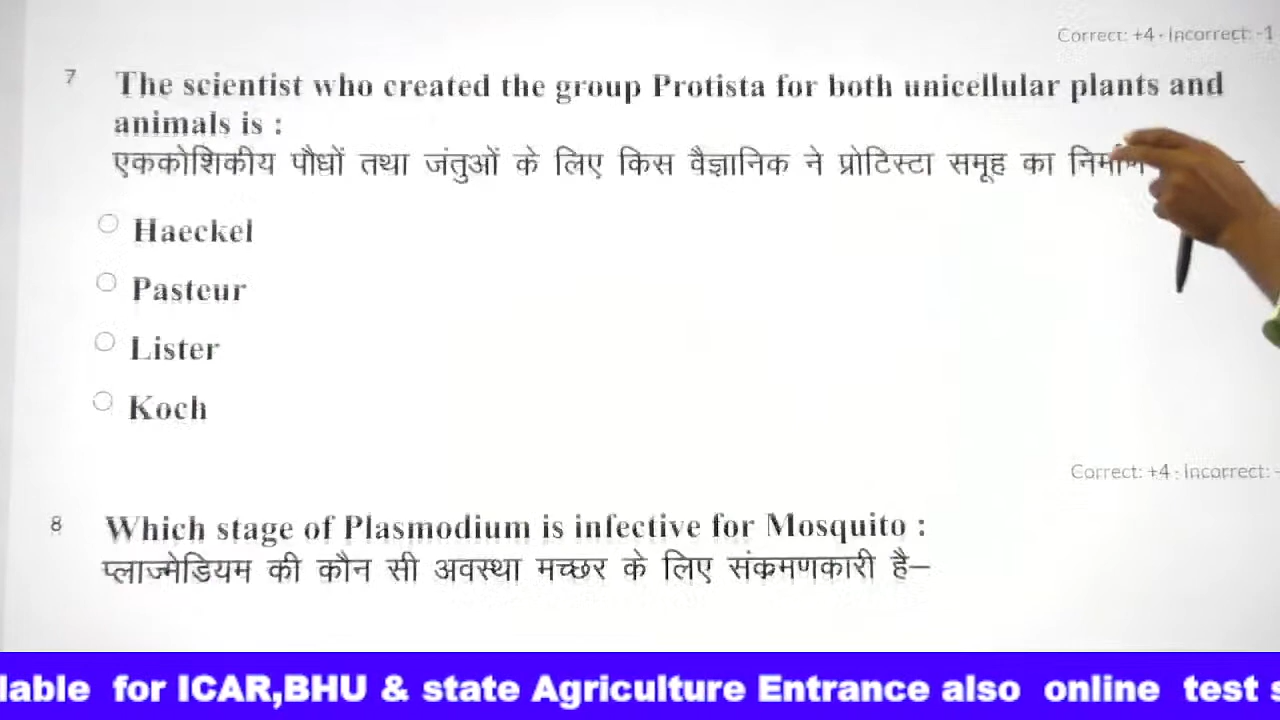 Correct: +4 - Incorrect: -1
7 The scientist who created the group Protista for both unicellular plants and
animals is :
एककोशिकीय पौधों तथा जंतुओं के लिए किस वैज्ञानिक ने प्रोटिस्टा समूह का
Haeckel
Pasteur
Lister
Koch
Correct: +4 - Incorrect: -
8 Which stage of Plasmodium is infective for Mosquito :
प्लाज्मेडियम की कौन सी अवस्था मच्छर के लिए संक्रमणकारी है–
for ICAR,BHU & state Agriculture Entrance also online test